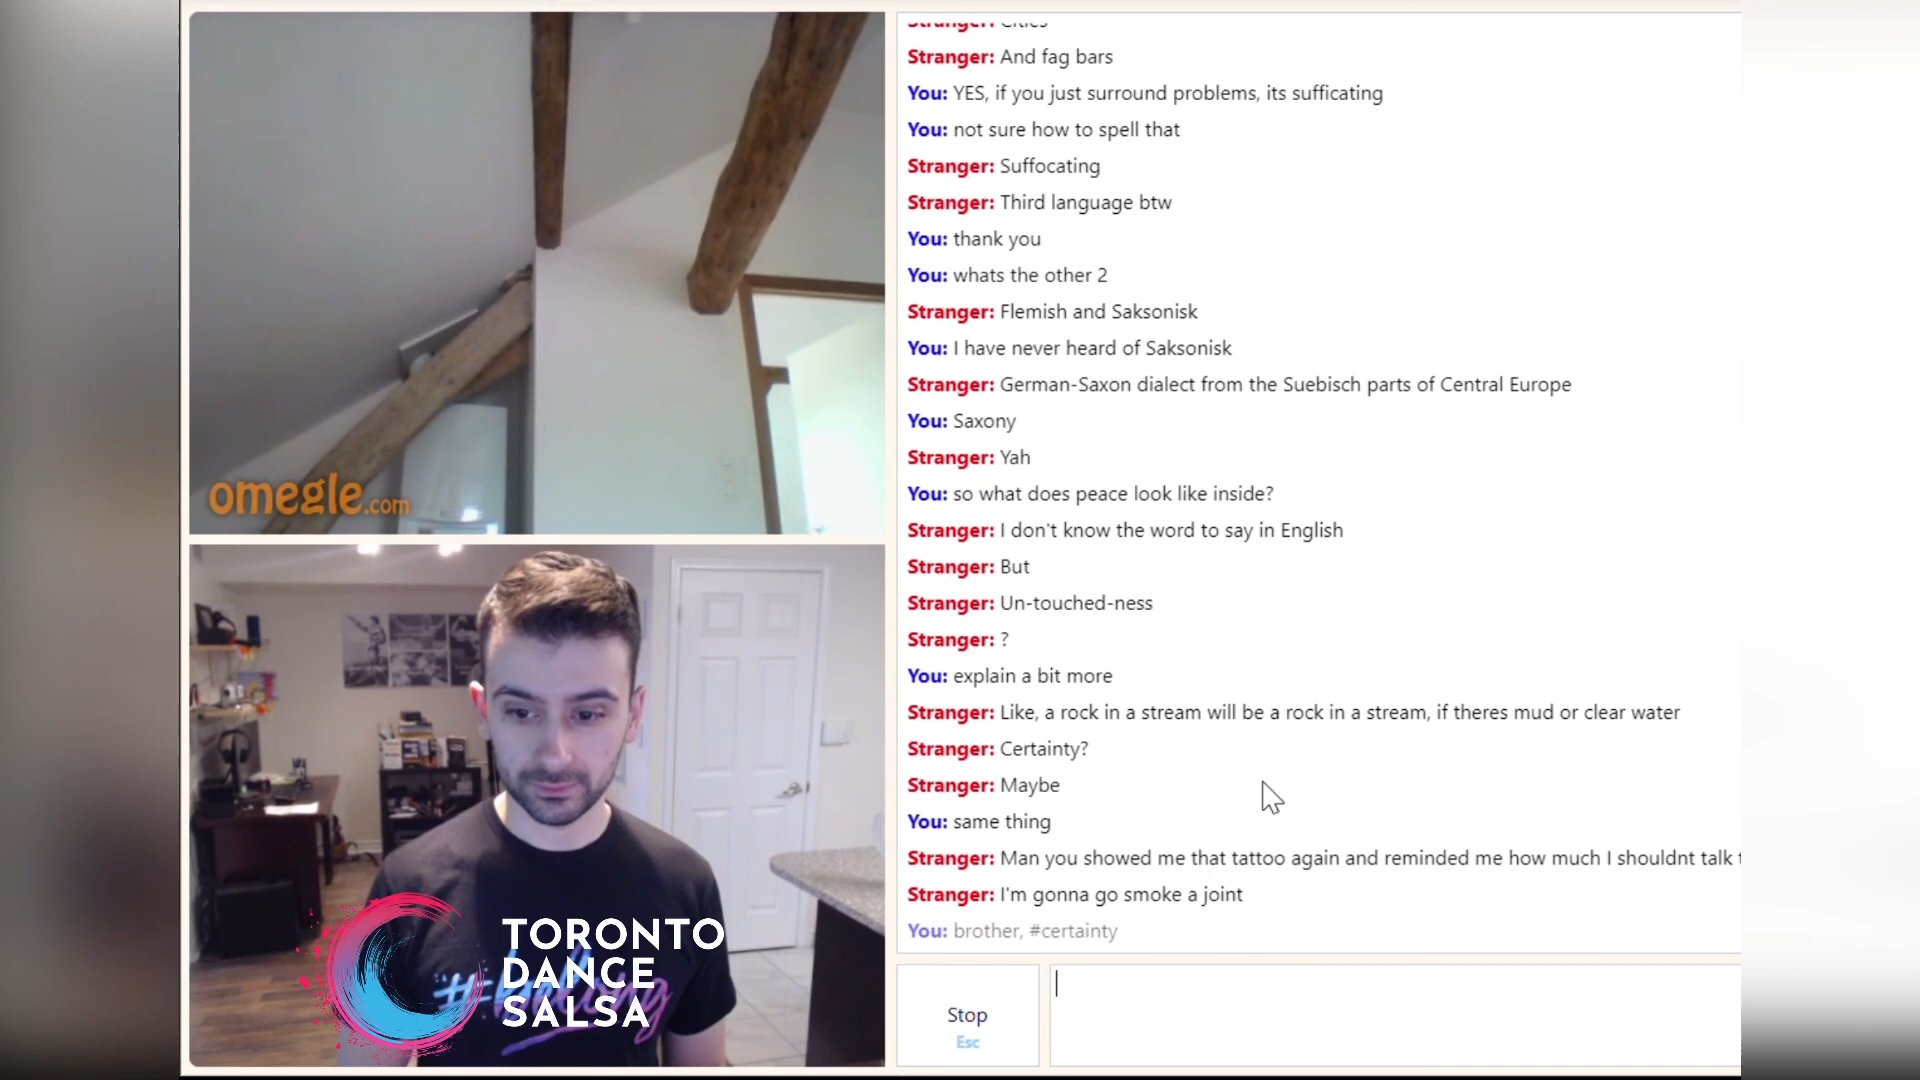 Stranger: Cities
Stranger: And fag bars
You: YES, if you just surround problems, its sufficating
You: not sure how to spell that
Stranger: Suffocating
Stranger: Third language btw
You: thank you
You: whats the other 2
Stranger: Flemish and Saksonisk
You: I have never heard of Saksonisk
Stranger: German-Saxon dialect from the Suebisch parts of Central Europe
You: Saxony
Stranger: Yah
You: so what does peace look like inside?
Stranger: I don't know the word to say in English
Stranger: But
Stranger: Un-touched-ness
Stranger: ?
You: explain a bit more
Stranger: Like, a rock in a stream will be a rock in a stream, if theres mud or clear water
Stranger: Certainty?
Stranger: Maybe
You: same thing
Stranger: Man you showed me that tattoo again and reminded me how much I shouldnt talk
Stranger: I'm gonna go smoke a joint
You: brother, #certainty
Stop
Esc
omegle.com
TORONTO
DANCE
SALSA
#belong